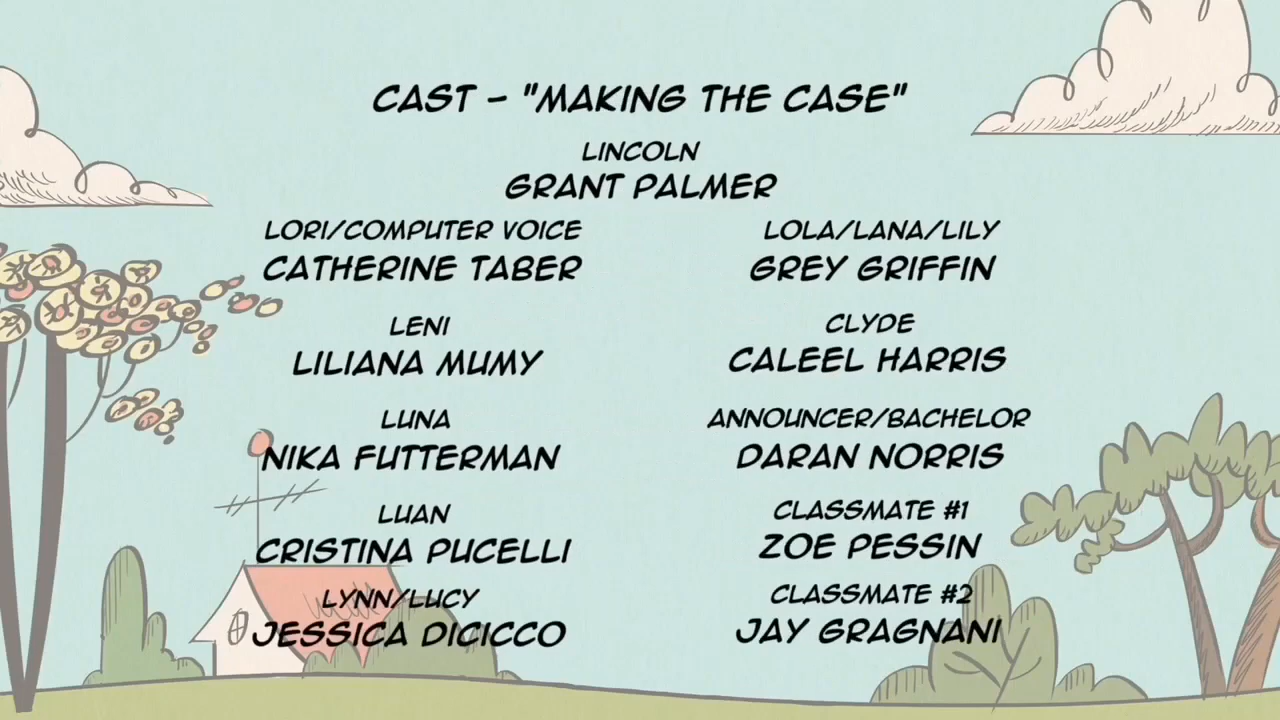 CAST – "MAKING THE CASE"
LINCOLN
GRANT PALMER
LORI/COMPUTER VOICE
CATHERINE TABER
LENI
LILIANA MUMY
LUNA
NIKA FUTTERMAN
LUAN
CRISTINA PUCELLI
LYNN/LUCY
JESSICA DICICCO
LOLA/LANA/LILY
GREY GRIFFIN
CLYDE
CALEEL HARRIS
ANNOUNCER/BACHELOR
DARAN NORRIS
CLASSMATE #1
ZOE PESSIN
CLASSMATE #2
JAY GRAGNANI